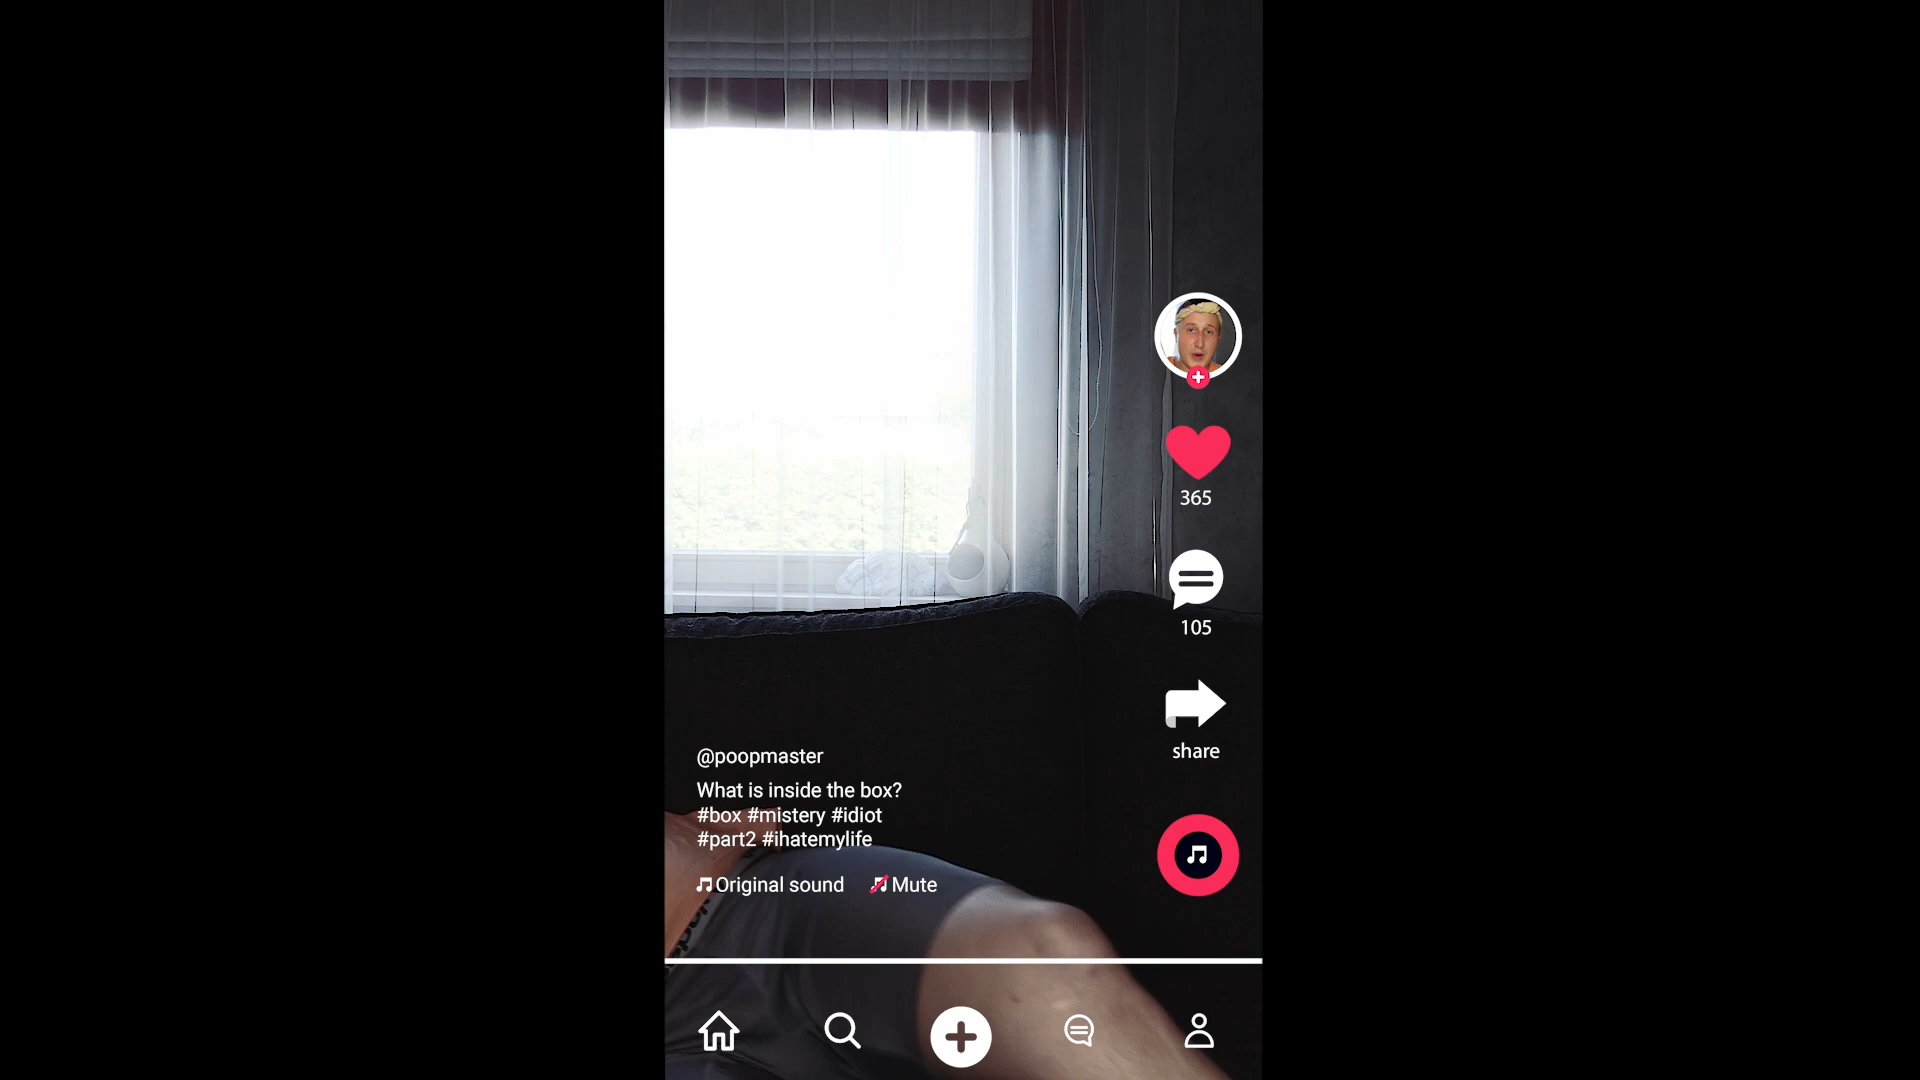 365
105
share
@poopmaster
What is inside the box?
#box #mistery #idiot
#part2 #ihatemylife
Original sound Mute